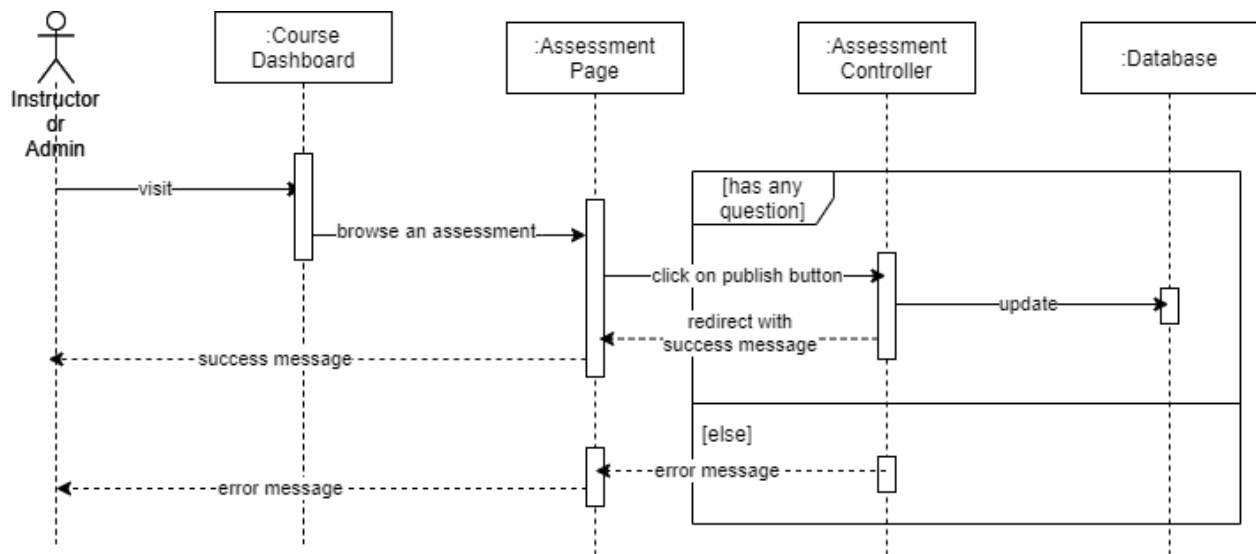 :Course
Dashboard
:Assessment
Page
:Assessment
Controller
:Database
Instructor
dr
Admin
[has any
question]
visit
browse an assessment
click on publish button
update
redirect with
success message
success message
[else]
error message
error message